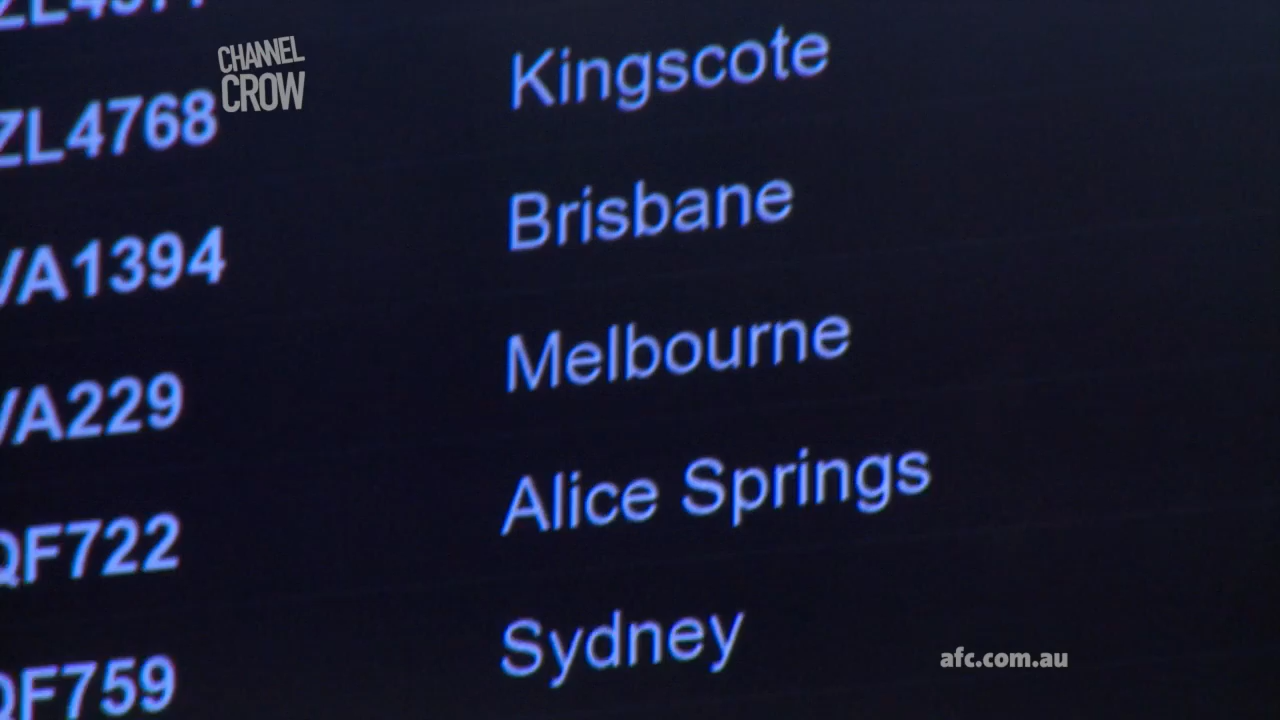 CHANNEL
CROW
ZL4768 Kingscote
VA1394 Brisbane
VA229 Melbourne
QF722 Alice Springs
QF759 Sydney
afc.com.au